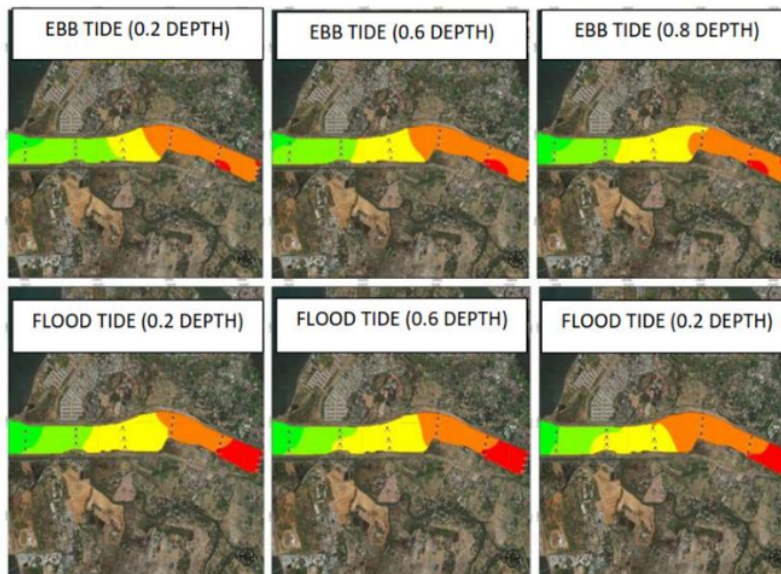 EBB TIDE (0.2 DEPTH)
EBB TIDE (0.6 DEPTH)
EBB TIDE (0.8 DEPTH)
FLOOD TIDE (0.2 DEPTH)
FLOOD TIDE (0.6 DEPTH)
FLOOD TIDE (0.2 DEPTH)